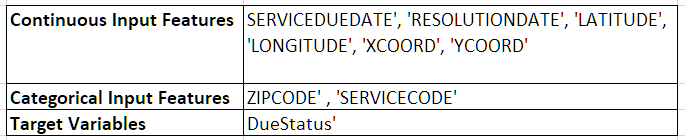 Continuous Input Features SERVICEDUEDATE', 'RESOLUTIONDATE', 'LATITUDE',
'LONGITUDE', 'XCOORD', 'YCOORD'
Categorical Input Features ZIPCODE' , 'SERVICECODE'
Target Variables DueStatus'